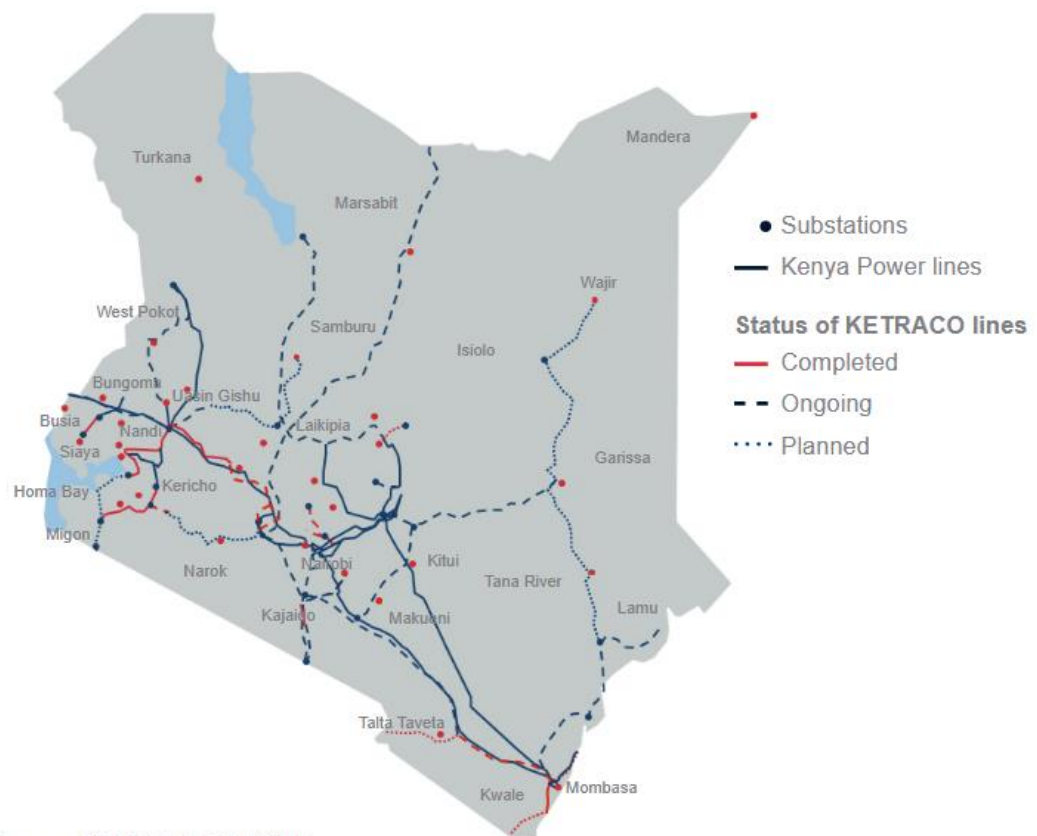 Mandera
Turkana
Marsabit
Substations
Kenya Power lines
Wajir
West Pokot
Samburu
Status of KETRACO lines
Isiolo
Completed
Bungoma
Uasin Gishu
Ongoing
Busia
Nandi
Laikipia
Planned
Siaya
Garissa
Homa Bay
Kericho
Migori
Narok
Nairobi
Kitui
Tana River
Lamu
Kajaido
Makueni
Talta Taveta
Kwale
Mombasa